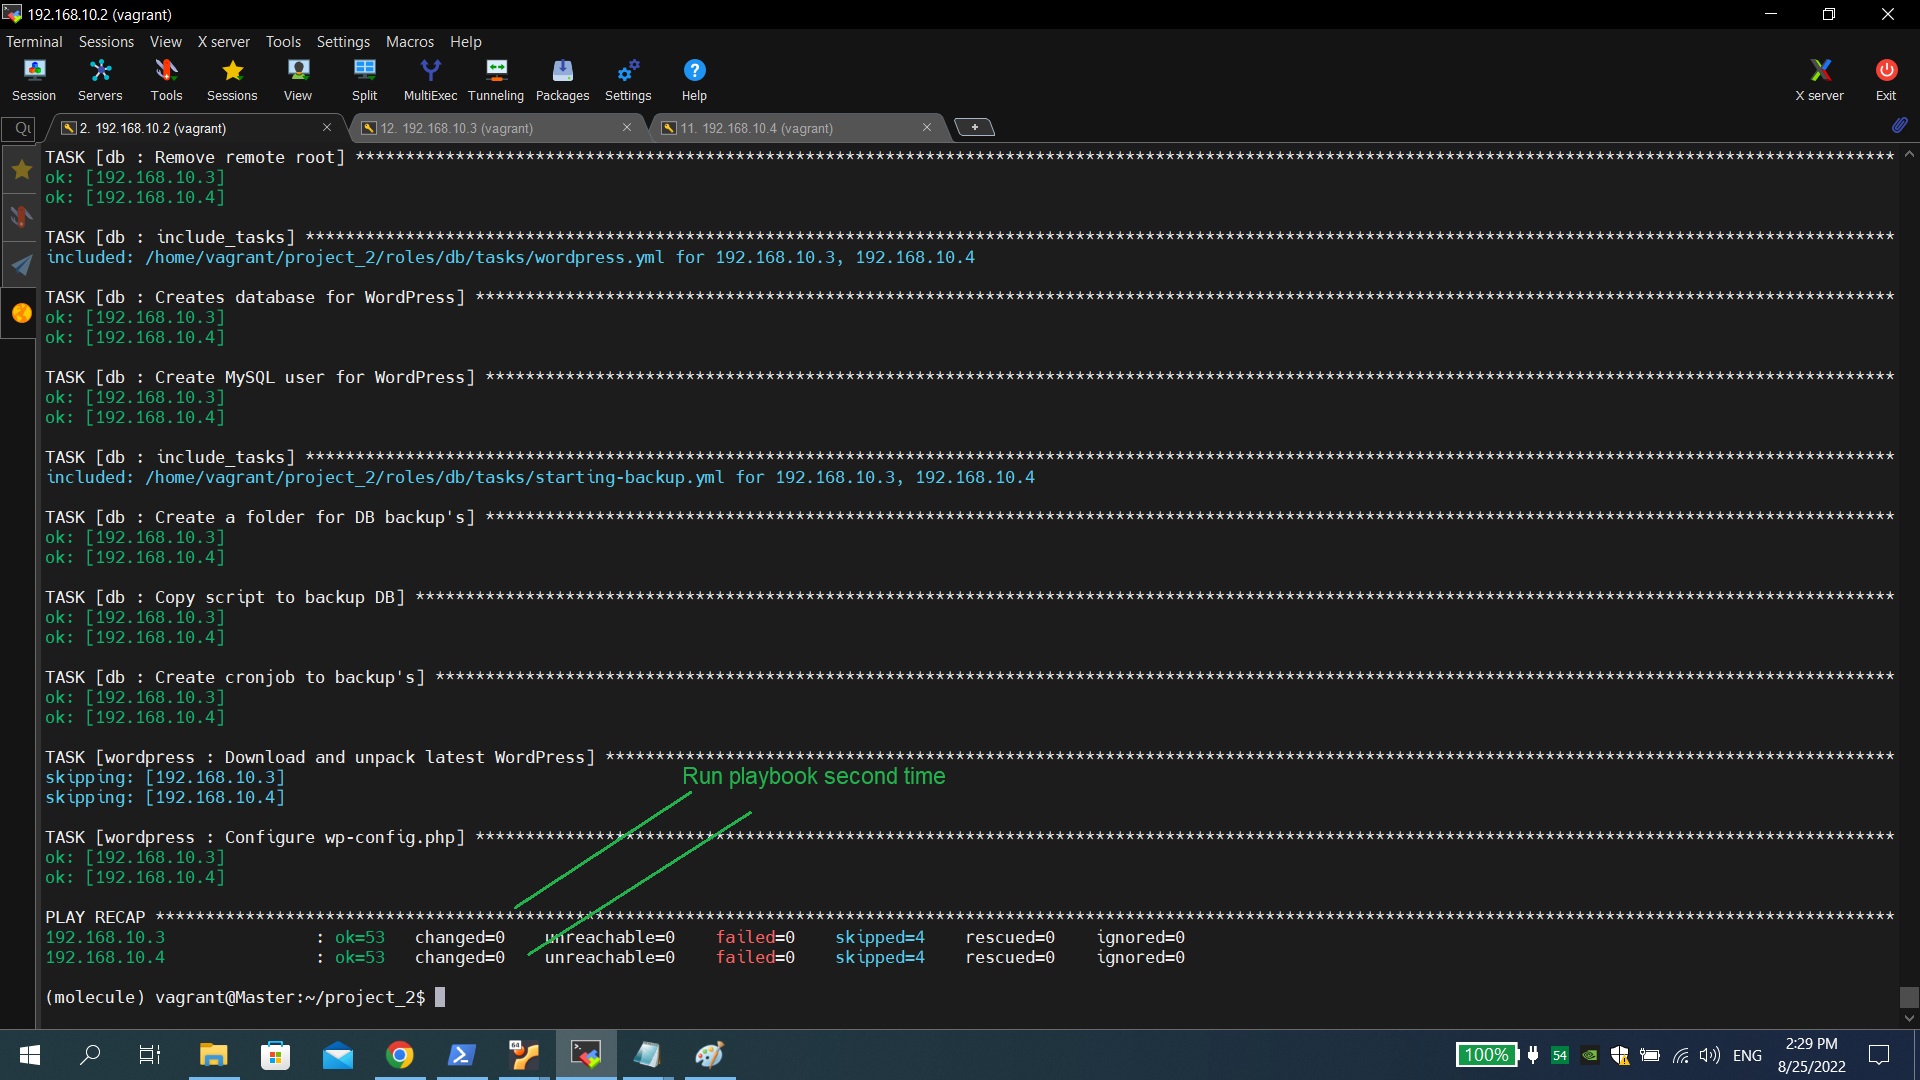 192.168.10.2 (vagrant)
Terminal Sessions View X server Tools Settings Macros Help
Session Servers Tools Sessions View Split MultiExec Tunneling Packages Settings Help X server Exit
2. 192.168.10.2 (vagrant) 12. 192.168.10.3 (vagrant) 11. 192.168.10.4 (vagrant)
TASK [db : Remove remote root] ****
ok: [192.168.10.3]
ok: [192.168.10.4]
TASK [db : include_tasks] ****
included: /home/vagrant/project_2/roles/db/tasks/wordpress.yml for 192.168.10.3, 192.168.10.4
TASK [db : Creates database for WordPress] ****
ok: [192.168.10.3]
ok: [192.168.10.4]
TASK [db : Create MySQL user for WordPress] ****
ok: [192.168.10.3]
ok: [192.168.10.4]
TASK [db : include_tasks] ****
included: /home/vagrant/project_2/roles/db/tasks/starting-backup.yml for 192.168.10.3, 192.168.10.4
TASK [db : Create a folder for DB backup's] ****
ok: [192.168.10.3]
ok: [192.168.10.4]
TASK [db : Copy script to backup DB] ****
ok: [192.168.10.3]
ok: [192.168.10.4]
TASK [db : Create cronjob to backup's] ****
ok: [192.168.10.3]
ok: [192.168.10.4]
TASK [wordpress : Download and unpack latest WordPress] ****
skipping: [192.168.10.3]
Run playbook second time
skipping: [192.168.10.4]
TASK [wordpress : Configure wp-config.php] ****
ok: [192.168.10.3]
ok: [192.168.10.4]
PLAY RECAP ****
192.168.10.3 : ok=53 changed=0 unreachable=0 failed=0 skipped=4 rescued=0 ignored=0
192.168.10.4 : ok=53 changed=0 unreachable=0 failed=0 skipped=4 rescued=0 ignored=0
(molecule) vagrant@Master:~/project_2$
100% 54 ENG 2:29 PM
8/25/2022